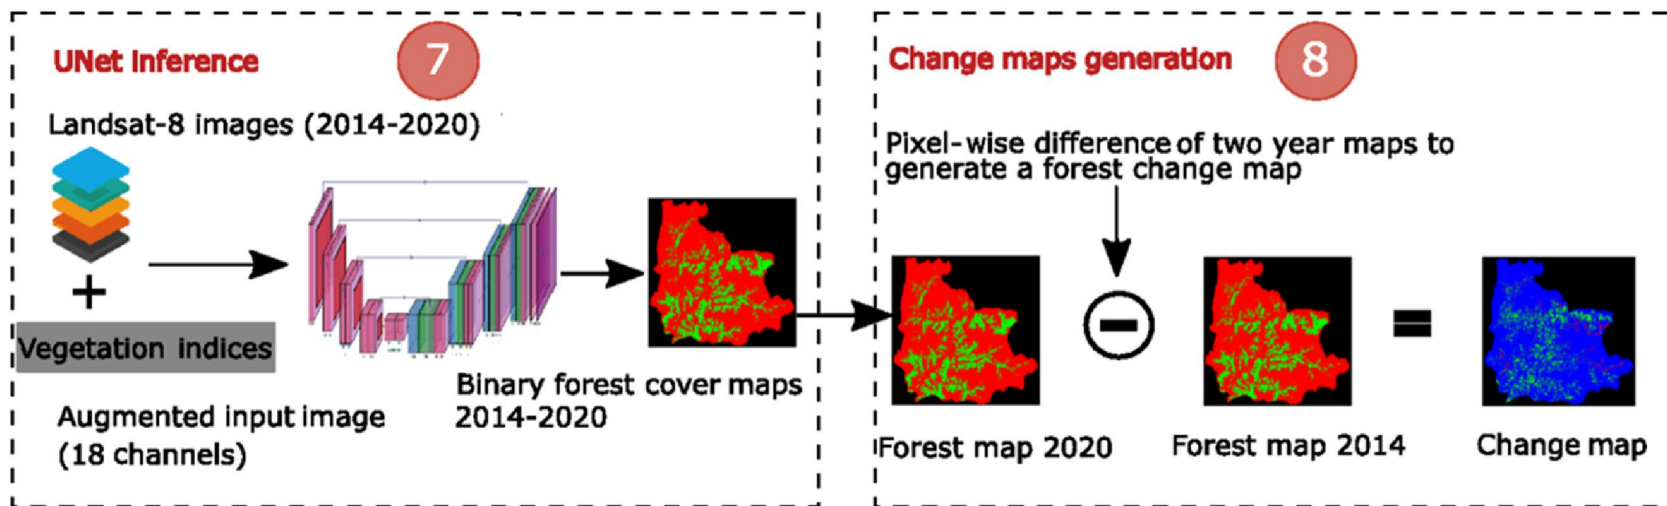 UNet Inference
7
Landsat-8 images (2014-2020)
+
Vegetation indices
Augmented input image
(18 channels)
Binary forest cover maps
2014-2020
Change maps generation
8
Pixel-wise difference of two year maps to
generate a forest change map
Forest map 2020
Forest map 2014
Change map